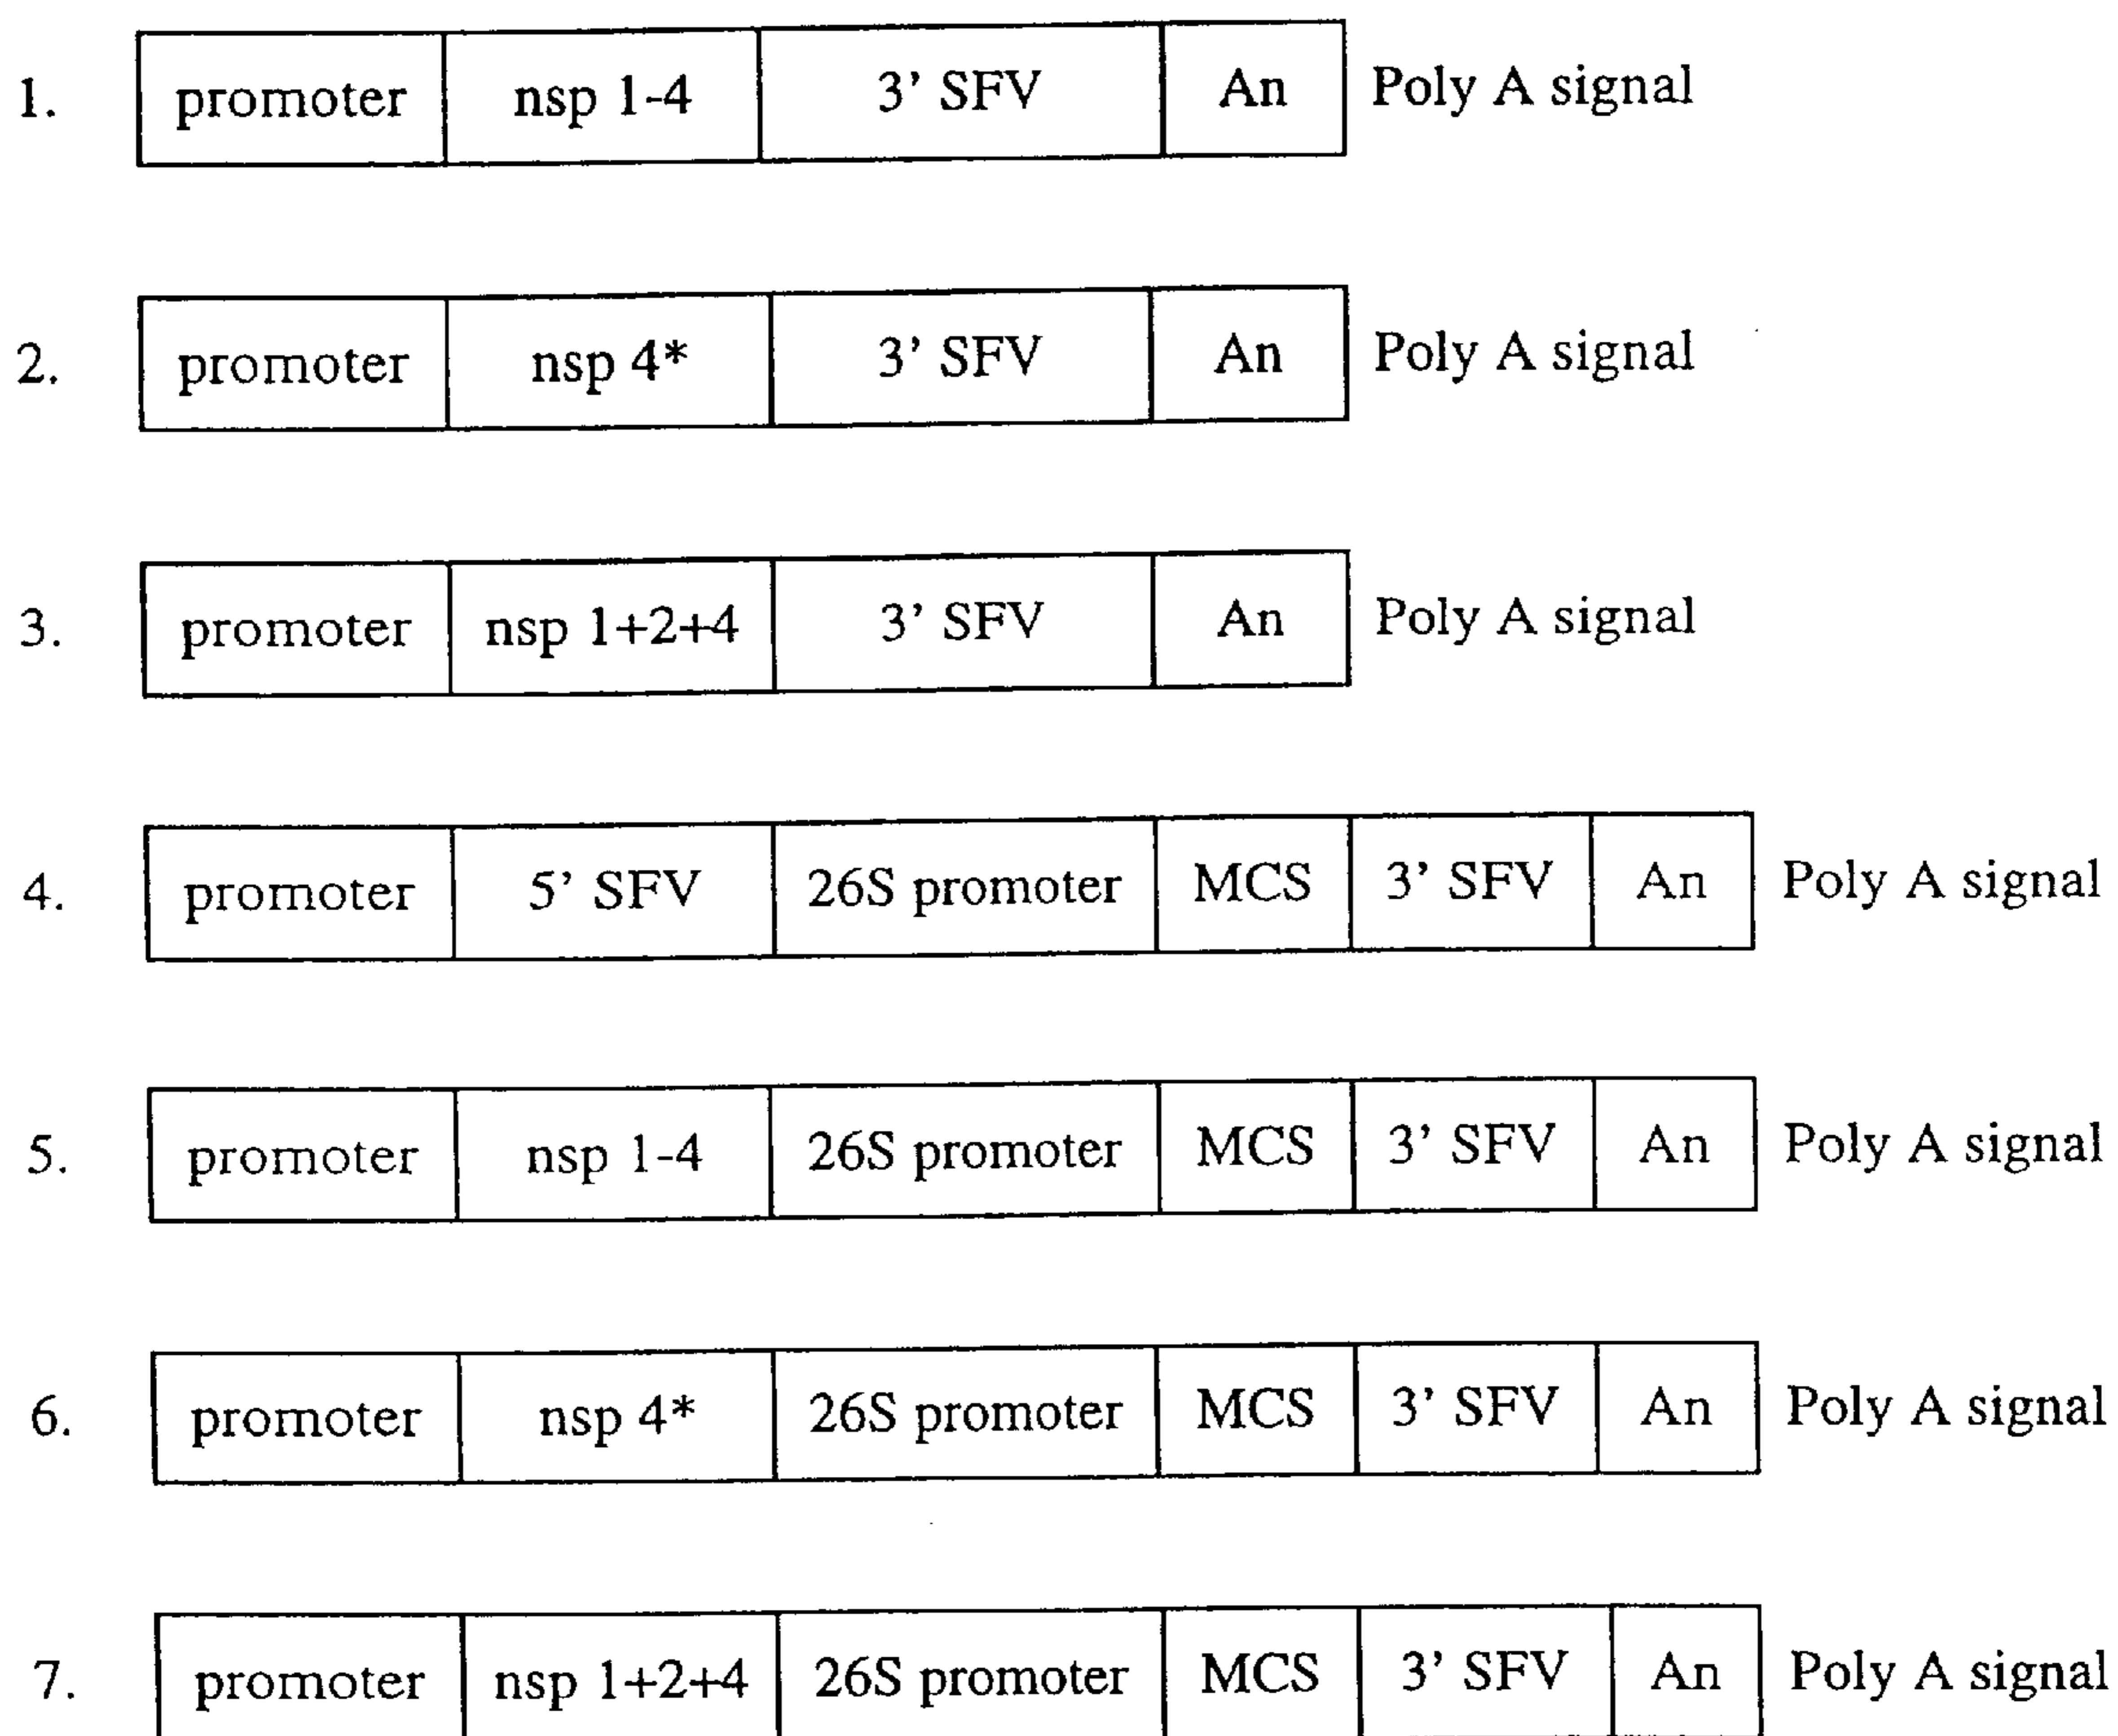 1. promoter nsp 1-4 3’ SFV An Poly A signal
2. promoter nsp 4* 3’ SFV An Poly A signal
3. promoter nsp 1+2+4 3’ SFV An Poly A signal
4. promoter 5’ SFV 26S promoter MCS 3’ SFV An Poly A signal
5. promoter nsp 1-4 26S promoter MCS 3’ SFV An Poly A signal
6. promoter nsp 4* 26S promoter MCS 3’ SFV An Poly A signal
7. promoter nsp 1+2+4 26S promoter MCS 3’ SFV An Poly A signal